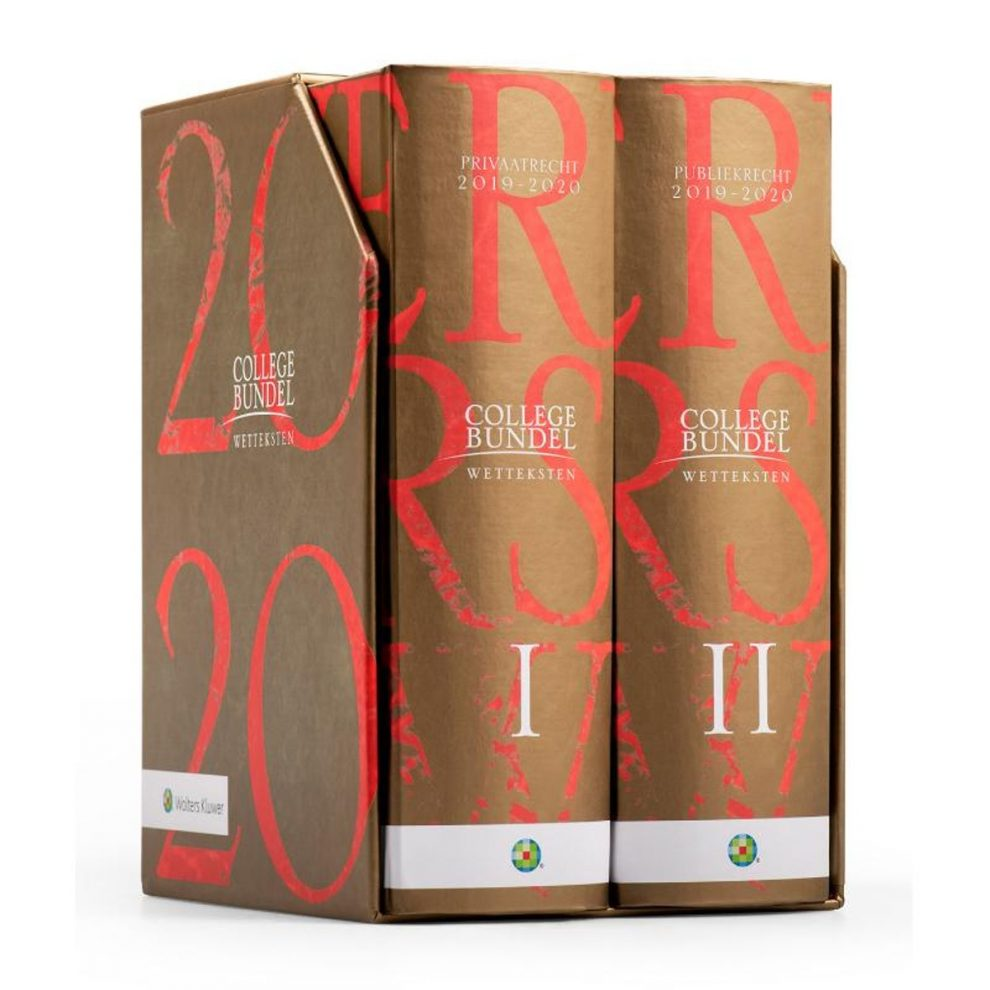 20
COLLEGE
BUNDEL
WETTEKSTEN
20
Wolters Kluwer
PRIVAATRECHT
2019-2020
COLLEGE
BUNDEL
WETTEKSTEN
I
PUBLIEKRECHT
2019-2020
COLLEGE
BUNDEL
WETTEKSTEN
II